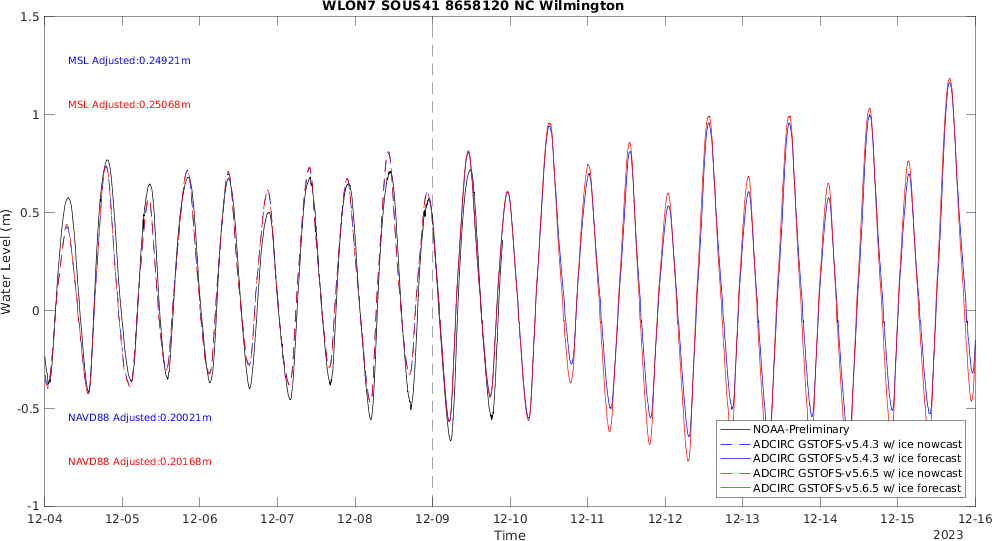 WLON7 SOUS41 8658120 NC Wilmington
1.5
MSL Adjusted:0.24921m
MSL Adjusted:0.25068m
1
0.5
0
-0.5
-1
Water Level (m)
NAVD88 Adjusted:0.20021m
NAVD88 Adjusted:0.20168m
NOAA-Preliminary
ADCIRC GSTOFS-v5.4.3 w/ ice nowcast
ADCIRC GSTOFS-v5.4.3 w/ ice forecast
ADCIRC GSTOFS-v5.6.5 w/ ice nowcast
ADCIRC GSTOFS-v5.6.5 w/ ice forecast
12-04 12-05 12-06 12-07 12-08 12-09 12-10 12-11 12-12 12-13 12-14 12-15 12-16
Time
2023